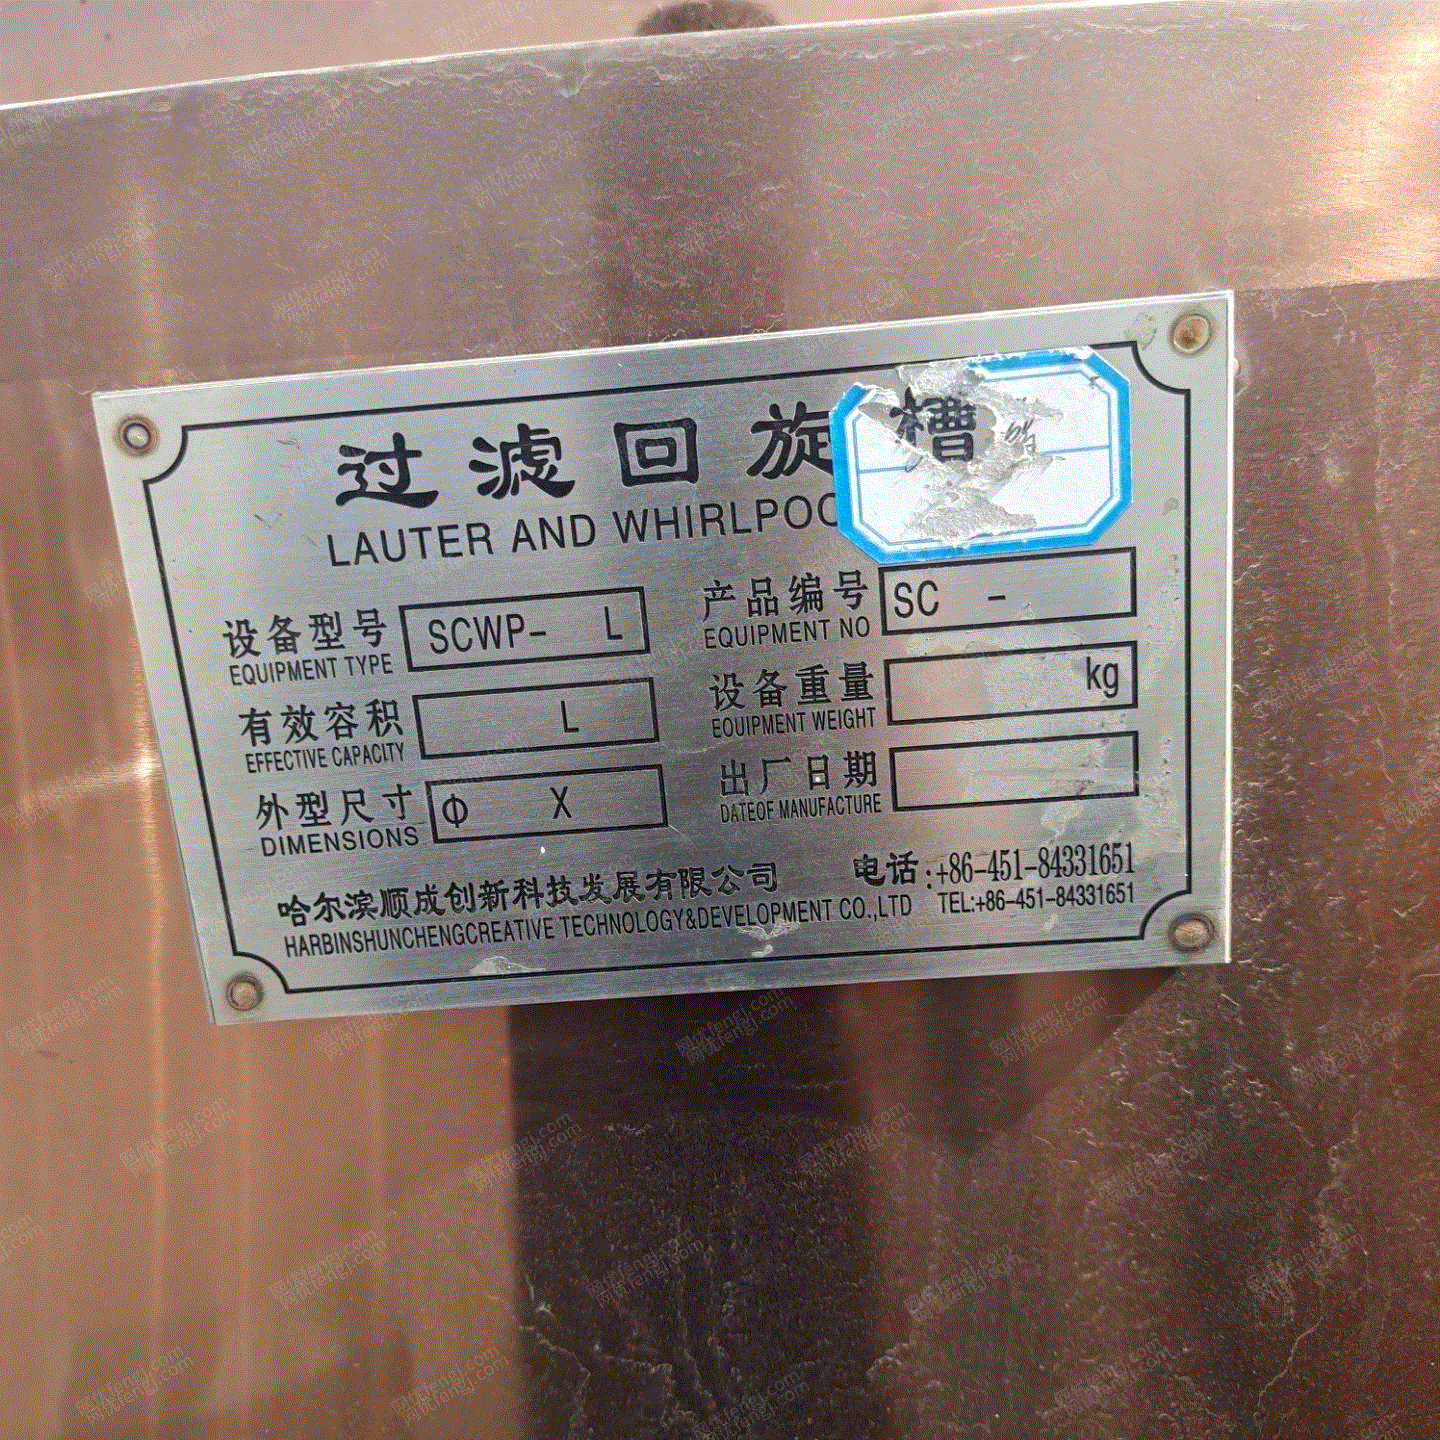 过滤回旋槽
LAUTER AND WHIRLPOO
设备型号 SCWP- L
EQUIPMENT TYPE
产品编号 SC -
EQUIPMENT NO
有效容积 L
EFFECTIVE CAPACITY
设备重量 kg
EQUIPMENT WEIGHT
外型尺寸 Φ X
DIMENSIONS
出厂日期
DATEOF MANUFACTURE
哈尔滨顺成创新科技发展有限公司 电话:+86-451-84331651
HARBINSHUNCHENGCREATIVE TECHNOLOGY&DEVELOPMENT CO.,LTD TEL:+86-451-84331651